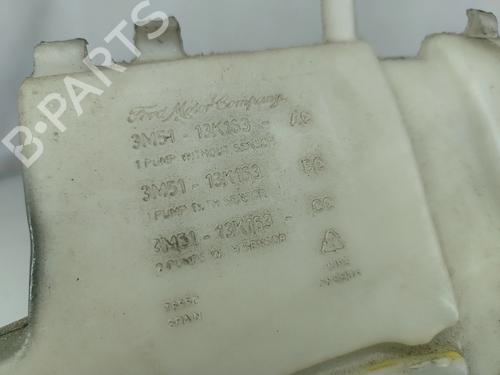 Ford Motor Company
3M51 - 13K163 - AC
1 PUMP WITHOUT SENSOR
3M51 - 13K163
1 PUMP WITH SENSOR
3M51 - 13K163 -
2 PUMPS SENSOR
SPAIN
B-PARTS